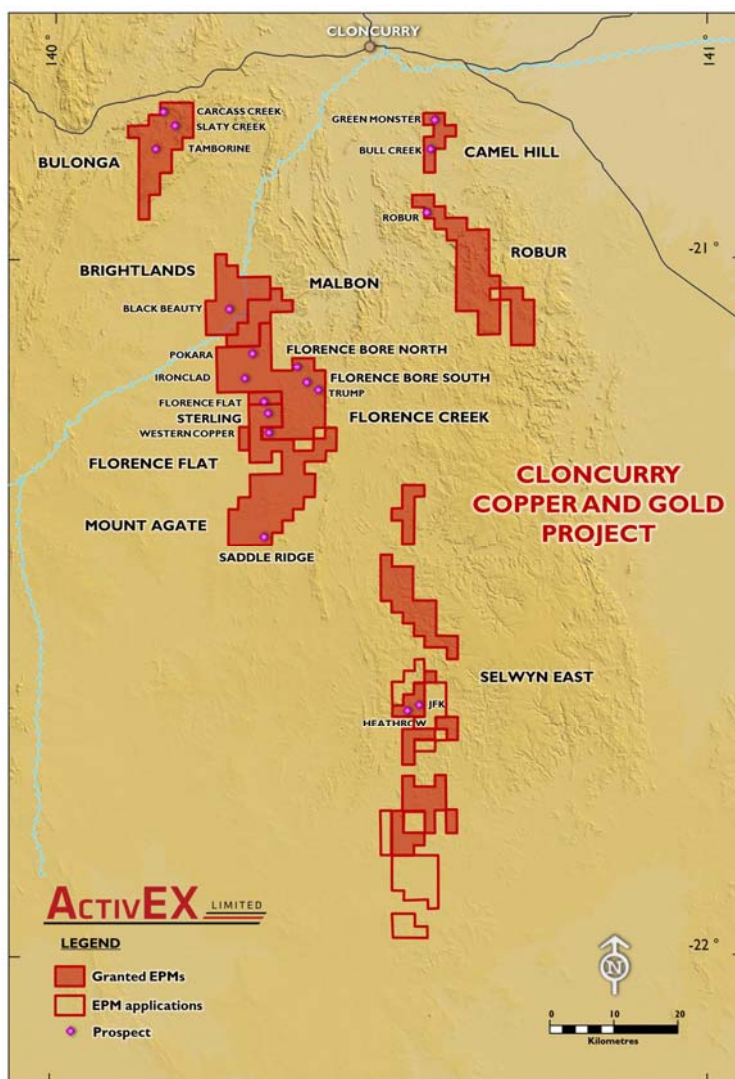 140 °
141 °
CLONCURRY
CARCASS CREEK
SLATY CREEK
TAMBORINE
BULONGA
GREEN MONSTER
BULL CREEK
CAMEL HILL
ROBUR
ROBUR
-21 °
BRIGHTLANDS
MALBON
BLACK BEAUTY
POKARA
FLORENCE BORE NORTH
IRONCLAD
FLORENCE BORE SOUTH
TRUMP
FLORENCE FLAT
STERLING
FLORENCE CREEK
WESTERN COPPER
FLORENCE FLAT
CLONCURRY
COPPER AND GOLD
PROJECT
MOUNT AGATE
SADDLE RIDGE
SELWYN EAST
JFK
HEATHROW
ACTIVEX
LIMITED
LEGEND
Granted EPMs
EPM applications
Prospect
-22 °
N
0 10 20
Kilometres